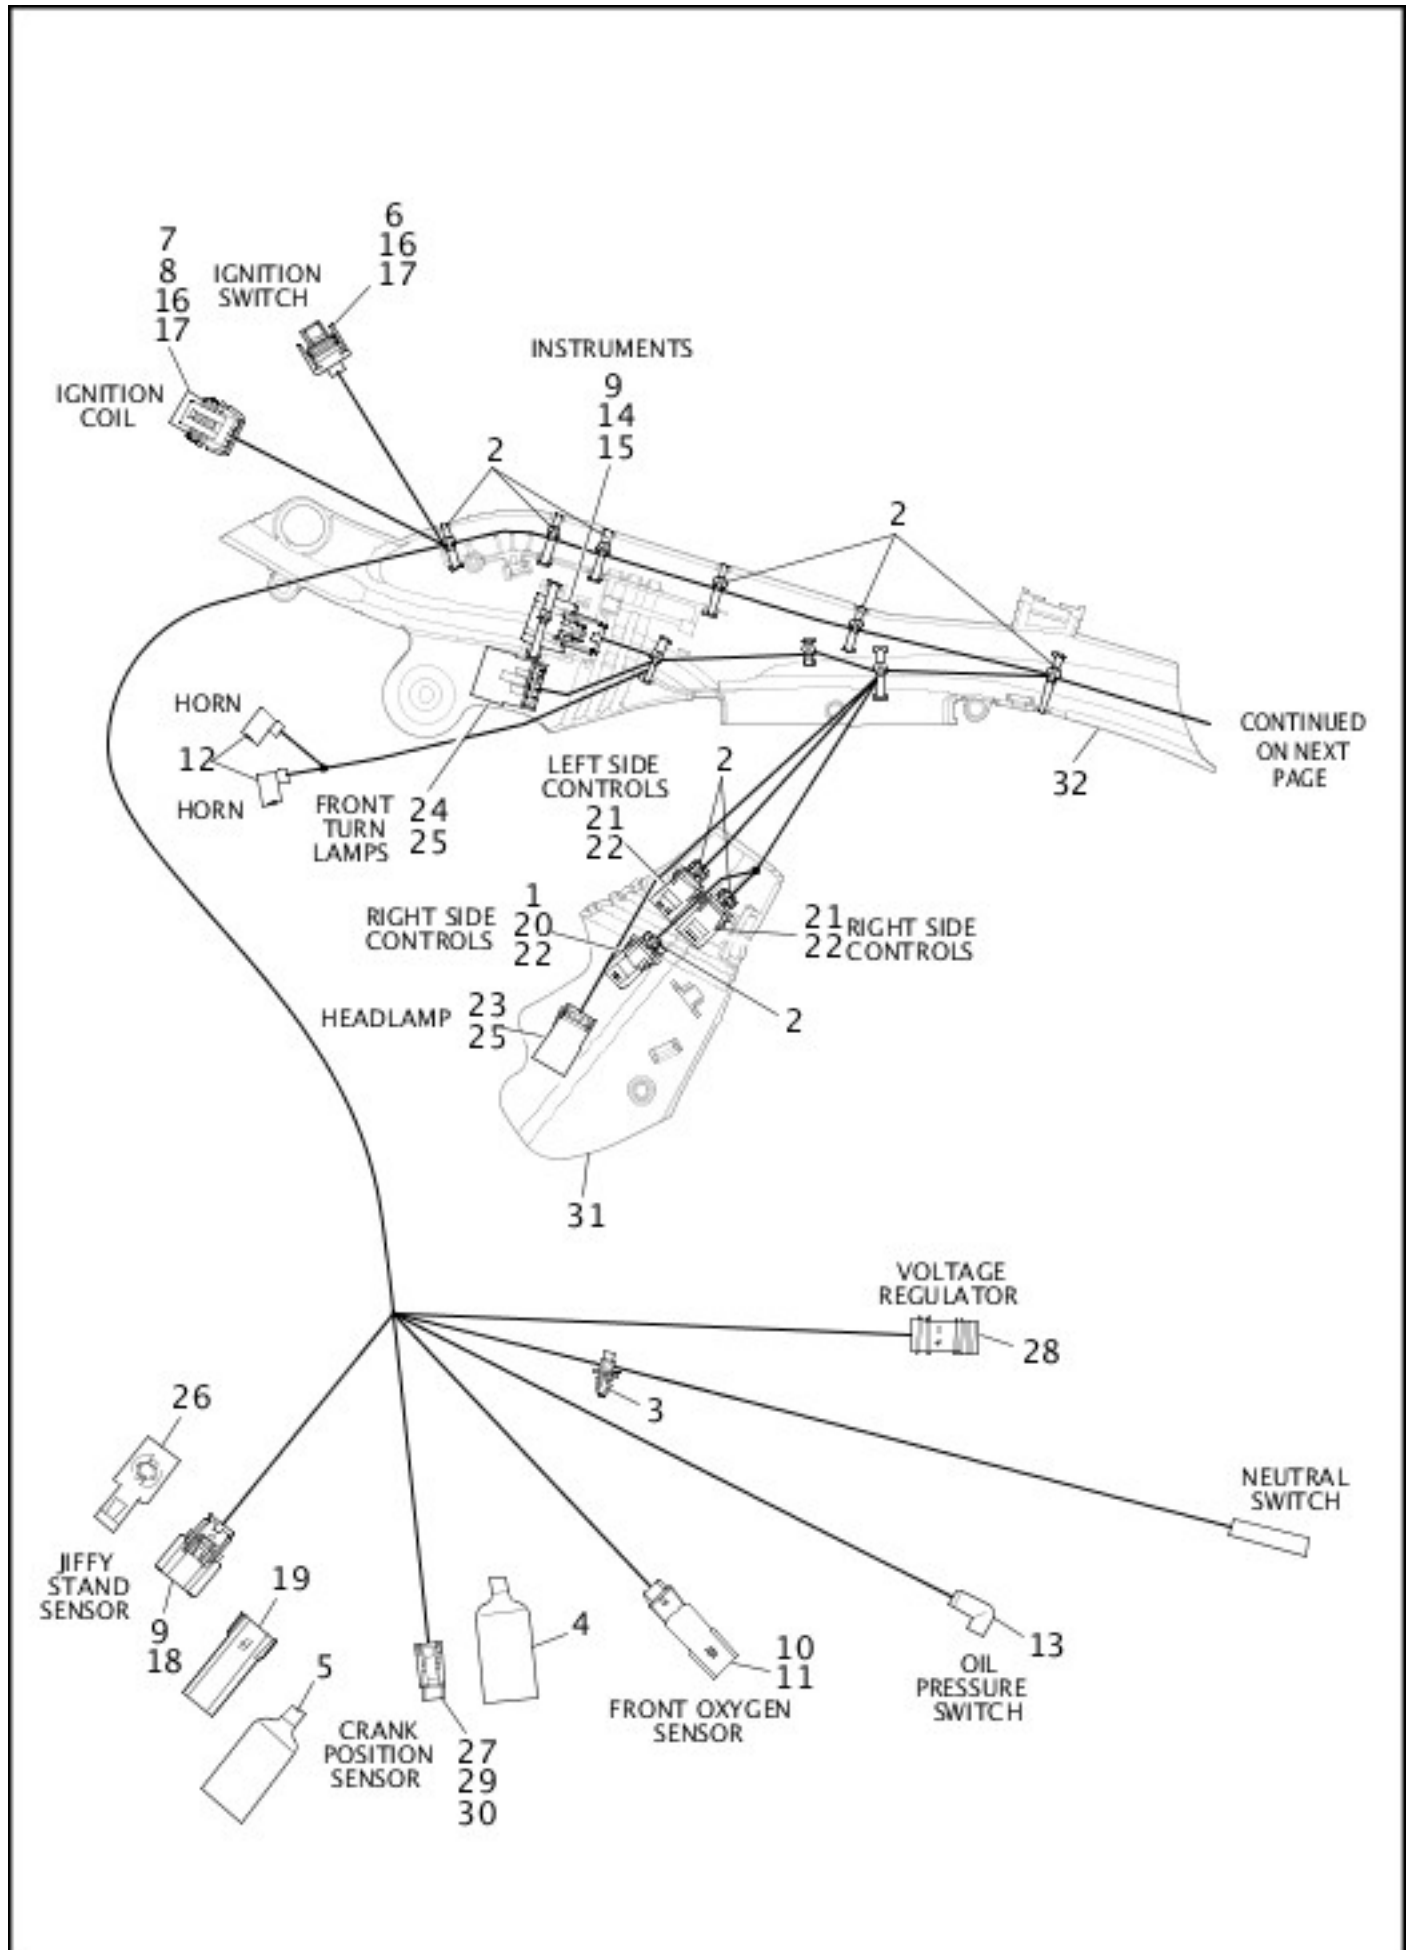 7
8
16
17
IGNITION
COIL
6
16
17
IGNITION
SWITCH
INSTRUMENTS
9
14
15
2
2
HORN
12
HORN
FRONT
TURN
LAMPS
24
25
LEFT SIDE
CONTROLS
21
22
2
CONTINUED
ON NEXT
PAGE
32
RIGHT SIDE
CONTROLS
1
20
22
21
22
RIGHT SIDE
CONTROLS
HEADLAMP
23
25
2
31
VOLTAGE
REGULATOR
28
3
26
NEUTRAL
SWITCH
JIFFY
STAND
SENSOR
9
18
19
5
4
CRANK
POSITION
SENSOR
27
29
30
10
11
FRONT OXYGEN
SENSOR
13
OIL
PRESSURE
SWITCH